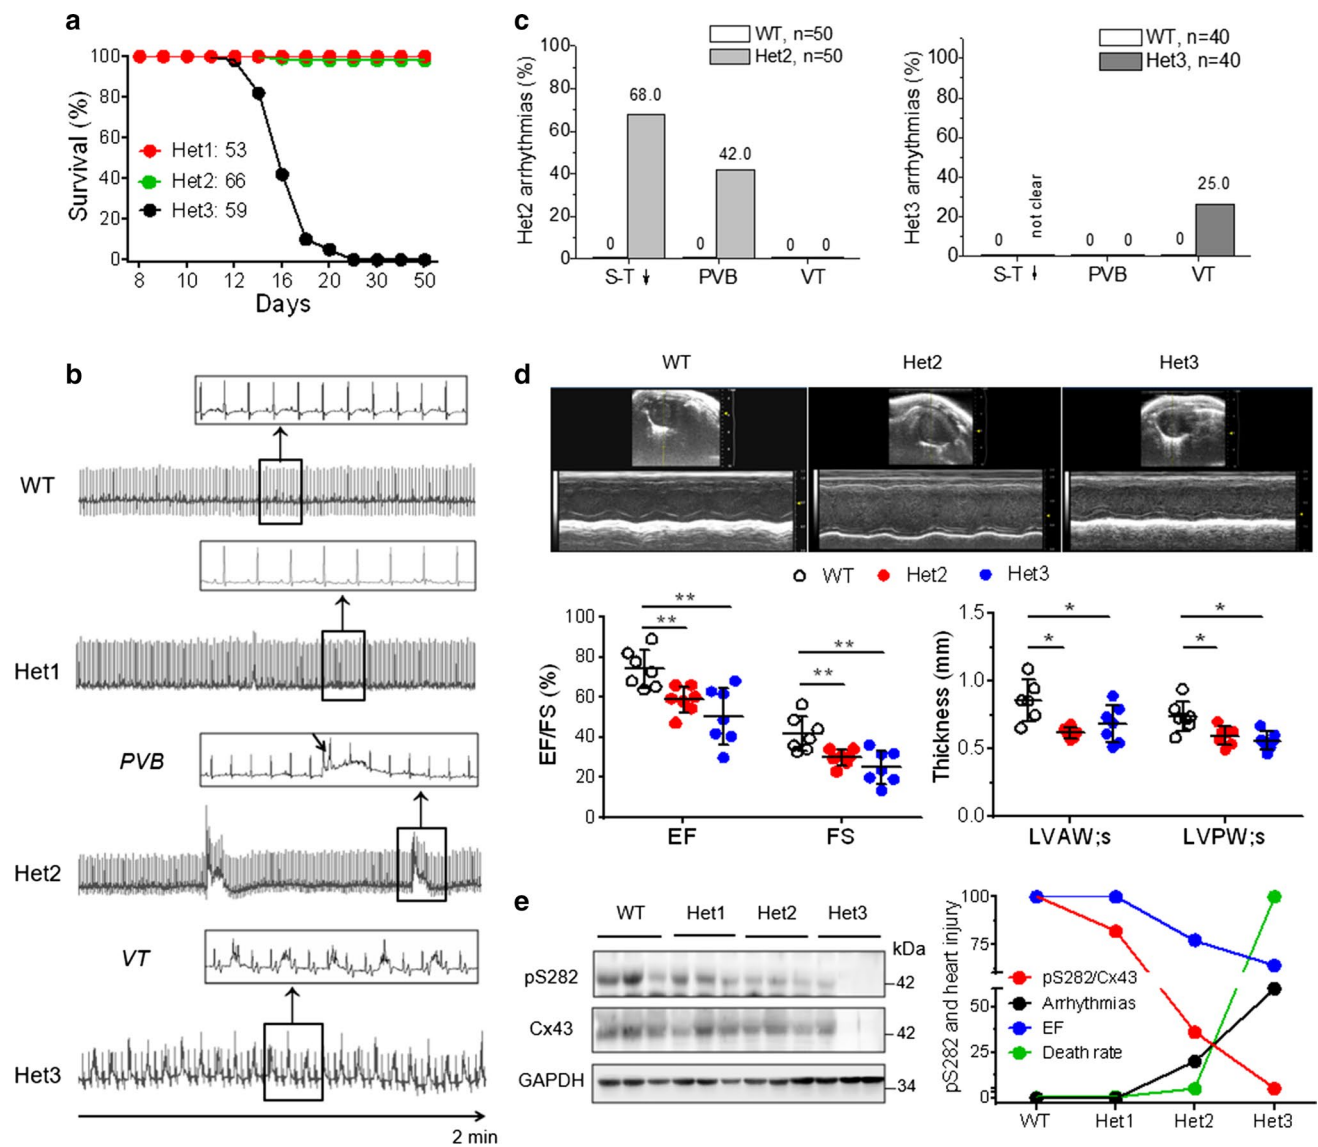 a
Survival (%)
100
80
60
40
20
0
Het1: 53
Het2: 66
Het3: 59
8 10 12 16 20 30 50
Days
c
Het2 arrhythmias (%)
100
80
60
40
20
0
WT, n=50
Het2, n=50
0 68.0
0 42.0
0 0
S-T PVB VT
Het3 arrhythmias (%)
100
80
60
40
20
0
WT, n=40
Het3, n=40
0 not clear
0 0
0 25.0
S-T PVB VT
b
WT
Het1
PVB
Het2
VT
Het3
2 min
d
WT Het2 Het3
WT Het2 Het3
EF/FS (%)
100
80
60
40
20
0
** **
** **
EF FS
Thickness (mm)
1.5
1.0
0.5
0.0
* *
* *
LVAW;s LVPW;s
e
WT Het1 Het2 Het3
kDa
pS282 42
Cx43 42
GAPDH 34
pS282 and heart injury
100
75
50
25
0
pS282/Cx43
Arrhythmias
EF
Death rate
WT Het1 Het2 Het3